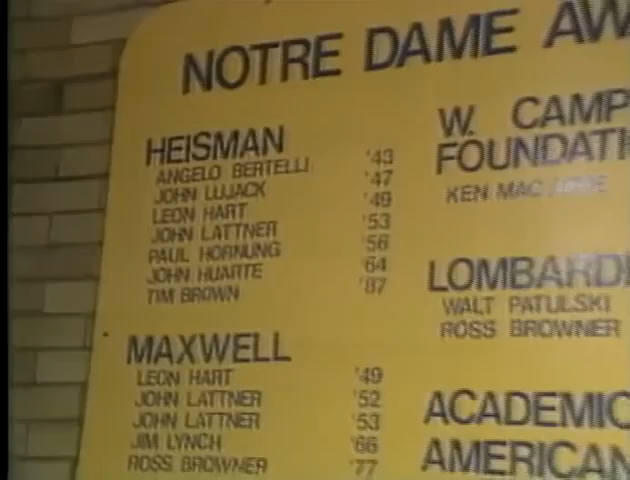 NOTRE DAME AW
HEISMAN
ANGELO BERTELLI '43
JOHN LUJACK '47
LEON HART '49
JOHN LATTNER '53
PAUL HORNUNG '56
JOHN HUARTE '64
TIM BROWN '87
MAXWELL
LEON HART '49
JOHN LATTNER '52
JOHN LATTNER '53
JIM LYNCH '66
ROSS BROWNER '77
W. CAMP
FOUNDATI
KEN MAC
LOMBARDI
WALT PATULSKI
ROSS BROWNER
ACADEMIC
AMERICAN